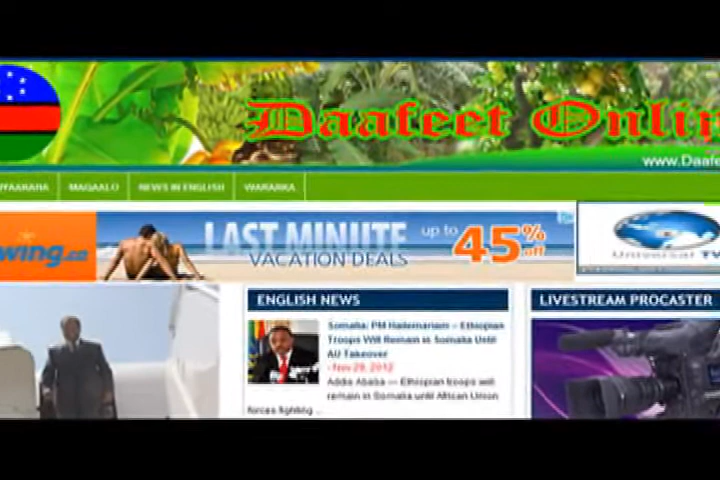 Daafeet Onlin
www.Daafe
MAGAALO
NEWS IN ENGLISH
WARARKA
wing.ca
LAST MINUTE
VACATION DEALS
up to
45%
off
Universal TV
ENGLISH NEWS
Somalia: PM Hailemariam – Ethiopian
Troops Will Remain in Somalia Until
AU Takeover
- Nov 29, 2012
Addis Ababa — Ethiopian troops will
remain in Somalia until African Union
forces fighting ...
LIVESTREAM PROCASTER